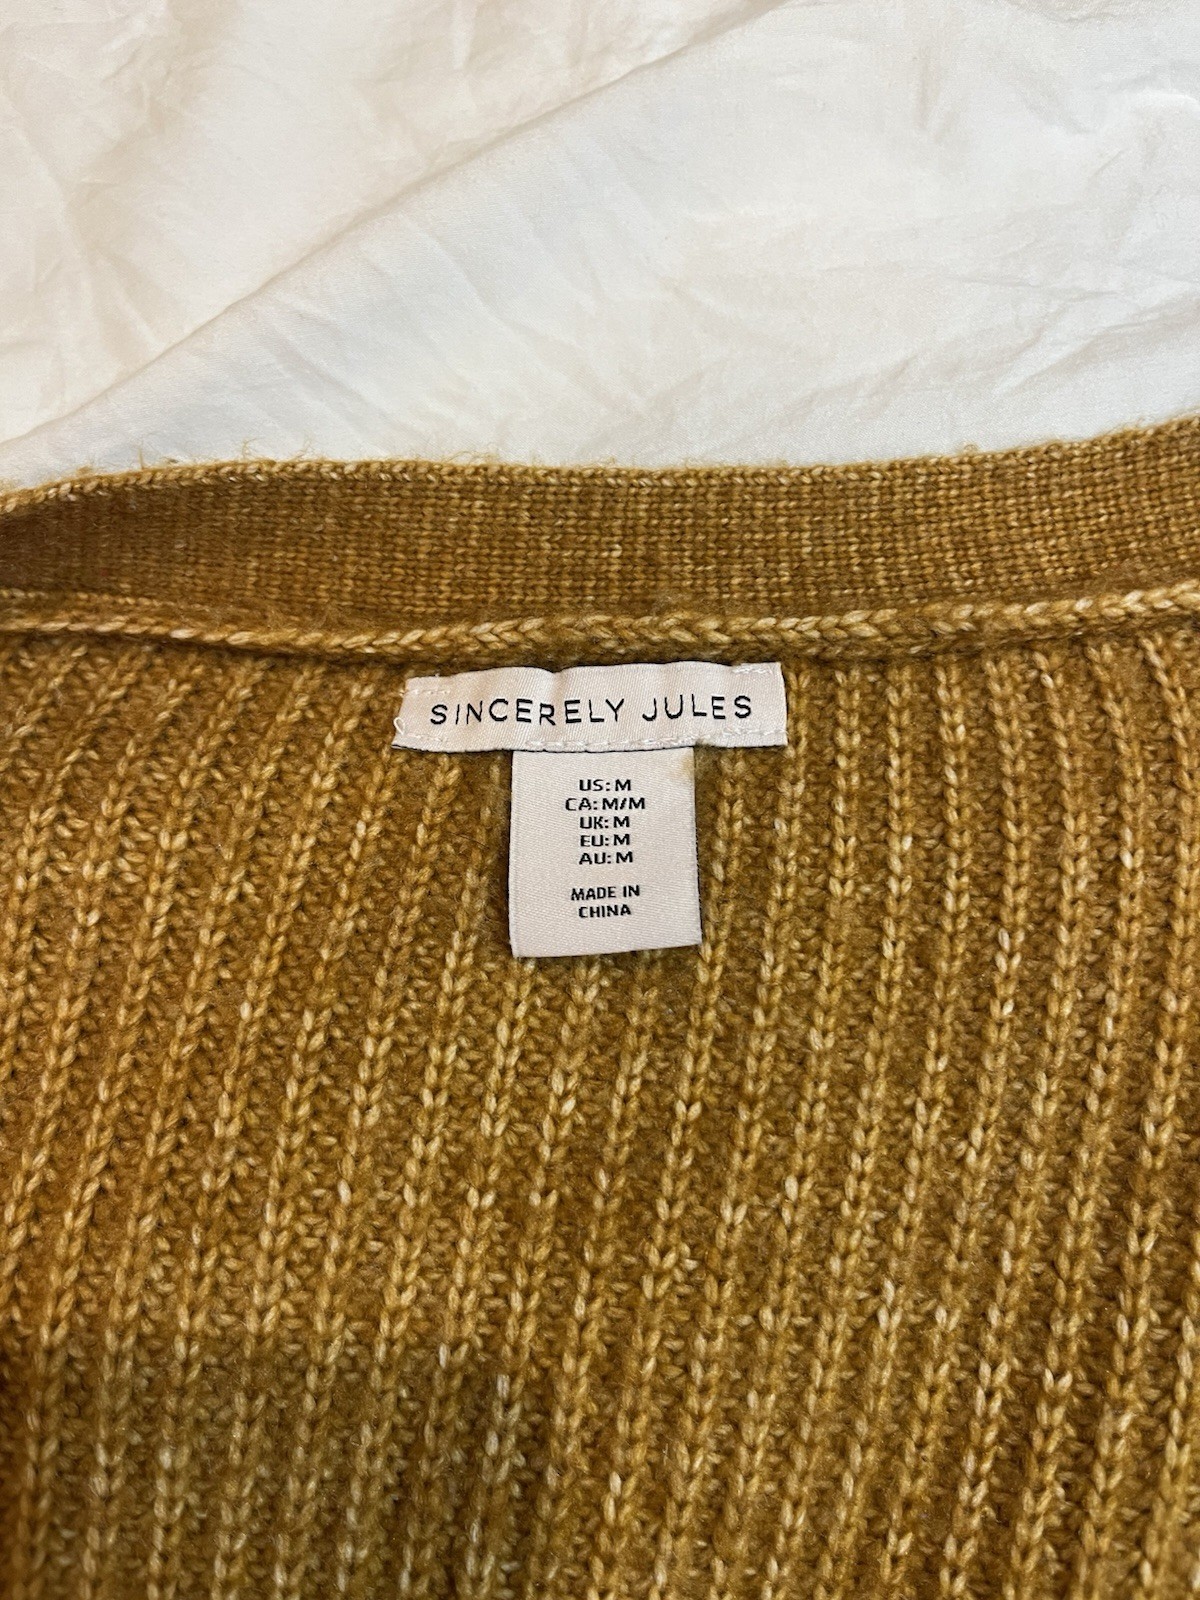 SINCERELY JULES
US: M
CA: M/M
UK: M
EU: M
AU: M
MADE IN
CHINA